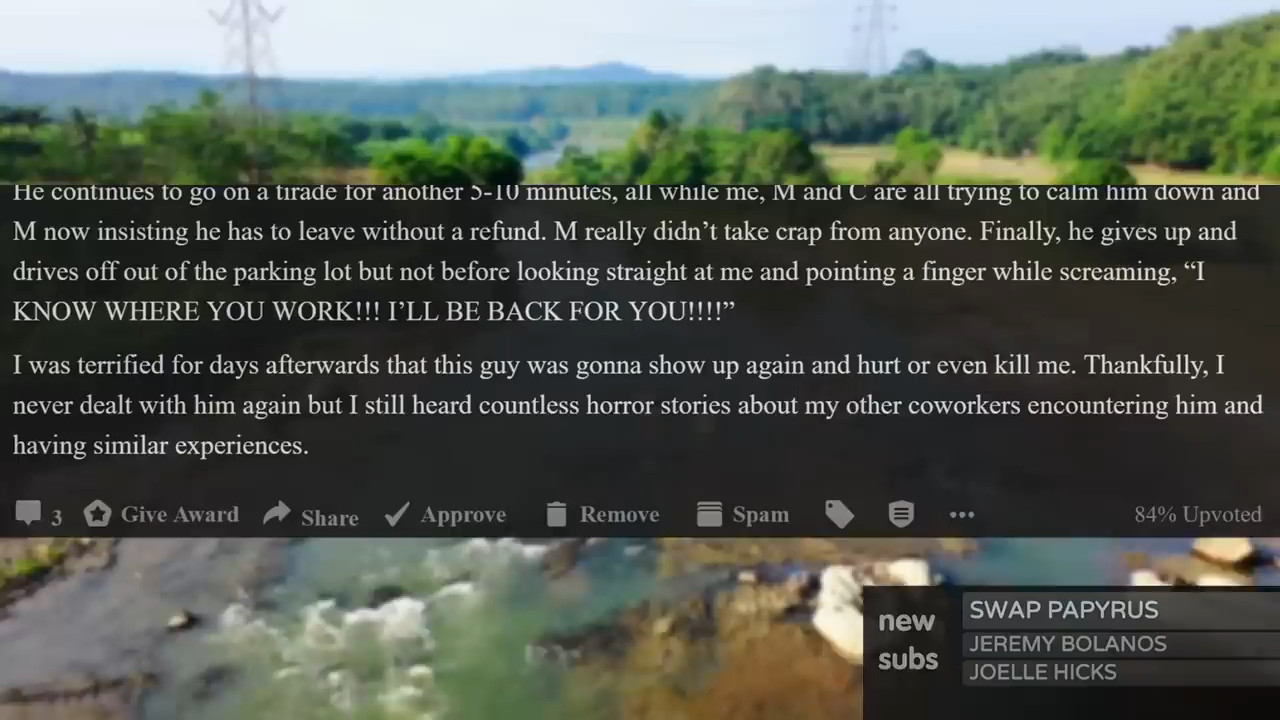 He continues to go on a tirade for another 5-10 minutes, all while me, M and C are all trying to calm him down and
M now insisting he has to leave without a refund. M really didn’t take crap from anyone. Finally, he gives up and
drives off out of the parking lot but not before looking straight at me and pointing a finger while screaming, “I
KNOW WHERE YOU WORK!!! I’LL BE BACK FOR YOU!!!!”
I was terrified for days afterwards that this guy was gonna show up again and hurt or even kill me. Thankfully, I
never dealt with him again but I still heard countless horror stories about my other coworkers encountering him and
having similar experiences.
3 Give Award Share Approve Remove Spam 84% Upvoted
new subs
SWAP PAPYRUS
JEREMY BOLANOS
JOELLE HICKS